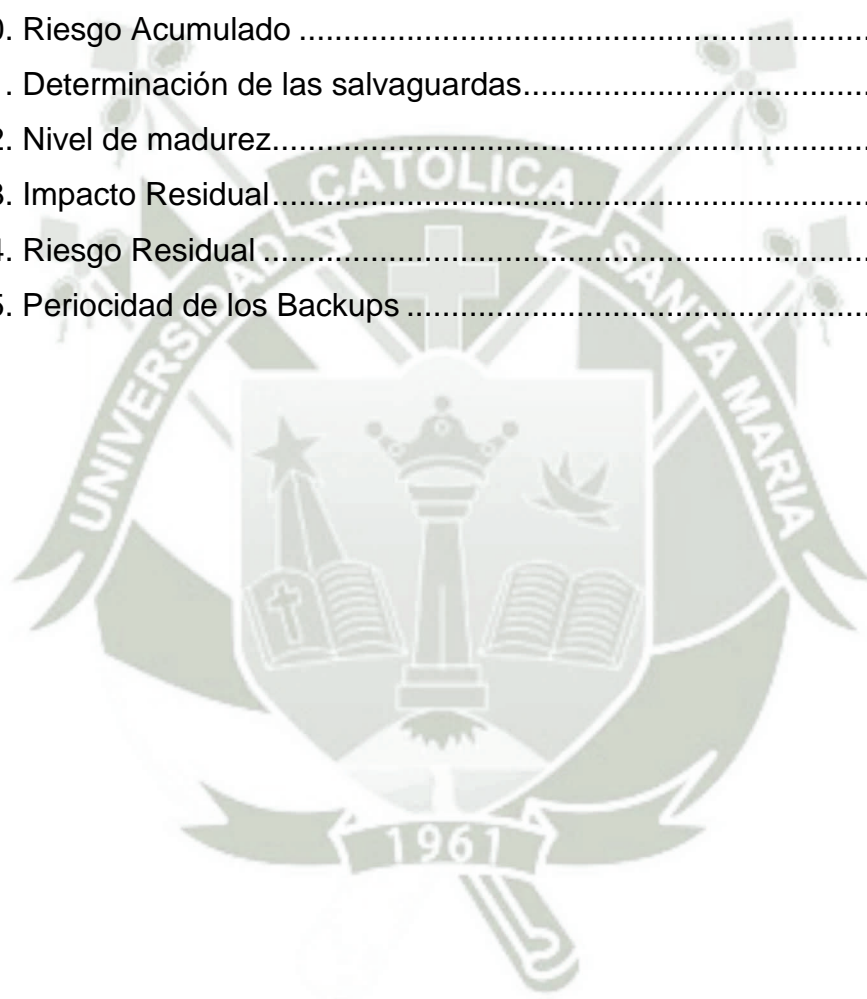 0. Riesgo Acumulado ........................................................................
1. Determinación de las salvaguardas.......................................
2. Nivel de madurez...................................................................
3. Impacto Residual...................................................................
4. Riesgo Residual ....................................................................
5. Periocidad de los Backups ....................................................
UNIVERSIDAD CATOLICA SANTA MARIA
1961